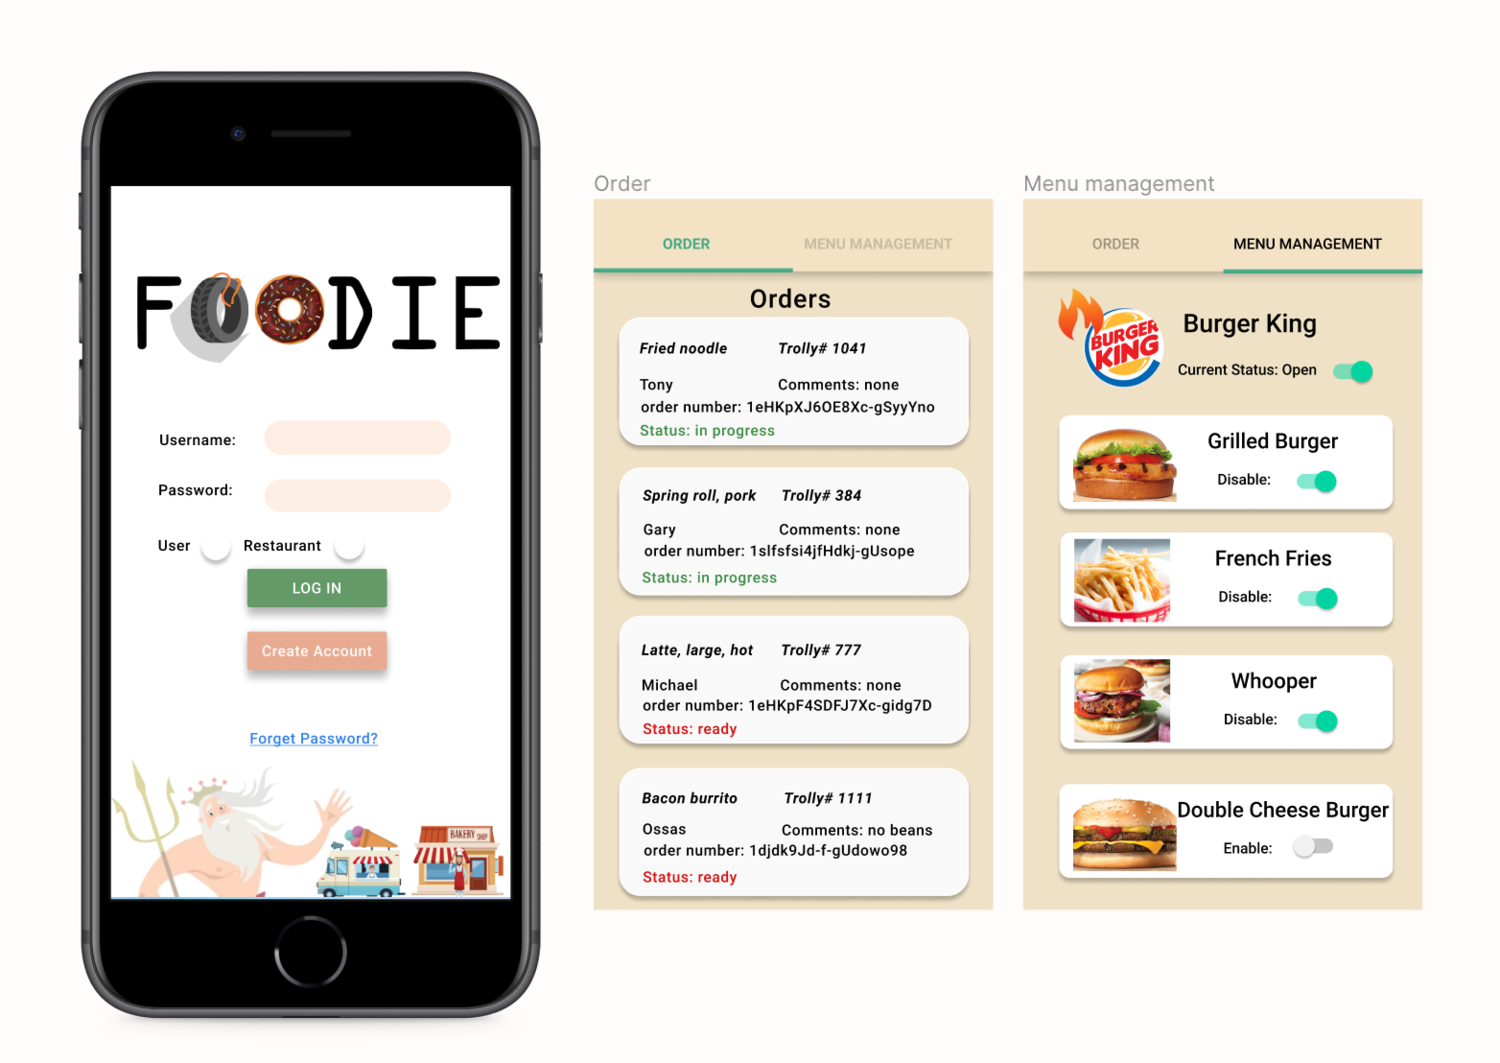 FOODIE
Username:
Password:
User Restaurant
LOG IN
Create Account
Forget Password?
BAKERY SHOP
Order
ORDER MENU MANAGEMENT
Orders
Fried noodle Trolly# 1041
Tony Comments: none
order number: 1eHKpXJ6OE8Xc-gSyyYno
Status: in progress
Spring roll, pork Trolly# 384
Gary Comments: none
order number: 1slfsfsi4jfHdkj-gUsope
Status: in progress
Latte, large, hot Trolly# 777
Michael Comments: none
order number: 1eHKpF4SDFJ7Xc-gidg7D
Status: ready
Bacon burrito Trolly# 1111
Ossas Comments: no beans
order number: 1djdk9Jd-f-gUdowo98
Status: ready
Menu management
ORDER MENU MANAGEMENT
BURGER
KING
Burger King
Current Status: Open
Grilled Burger
Disable:
French Fries
Disable:
Whooper
Disable:
Double Cheese Burger
Enable: